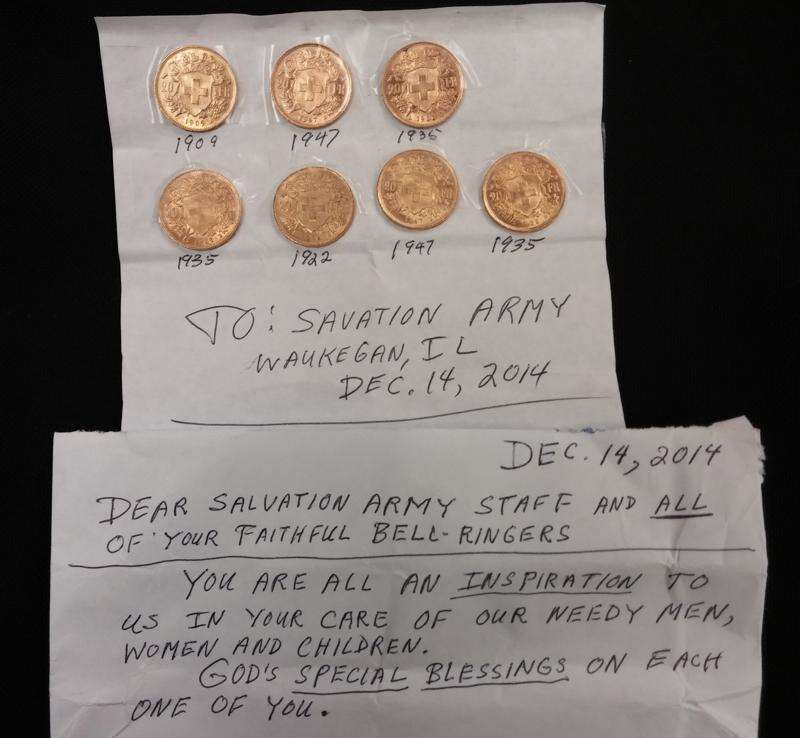 1909 1947 1935
1935 1922 1947 1935
TO: SAVATION ARMY
WAUKEGAN, IL
DEC. 14, 2014
DEC. 14, 2014
DEAR SALVATION ARMY STAFF AND ALL
OF YOUR FAITHFUL BELL-RINGERS
YOU ARE ALL AN INSPIRATION TO
US IN YOUR CARE OF OUR NEEDY MEN,
WOMEN AND CHILDREN.
GOD'S SPECIAL BLESSINGS ON EACH
ONE OF YOU.